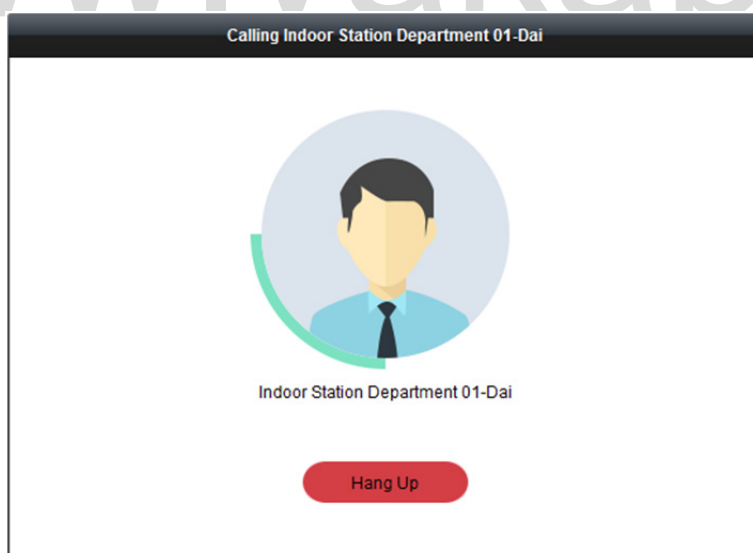 Calling Indoor Station Department 01-Dai
Indoor Station Department 01-Dai
Hang Up